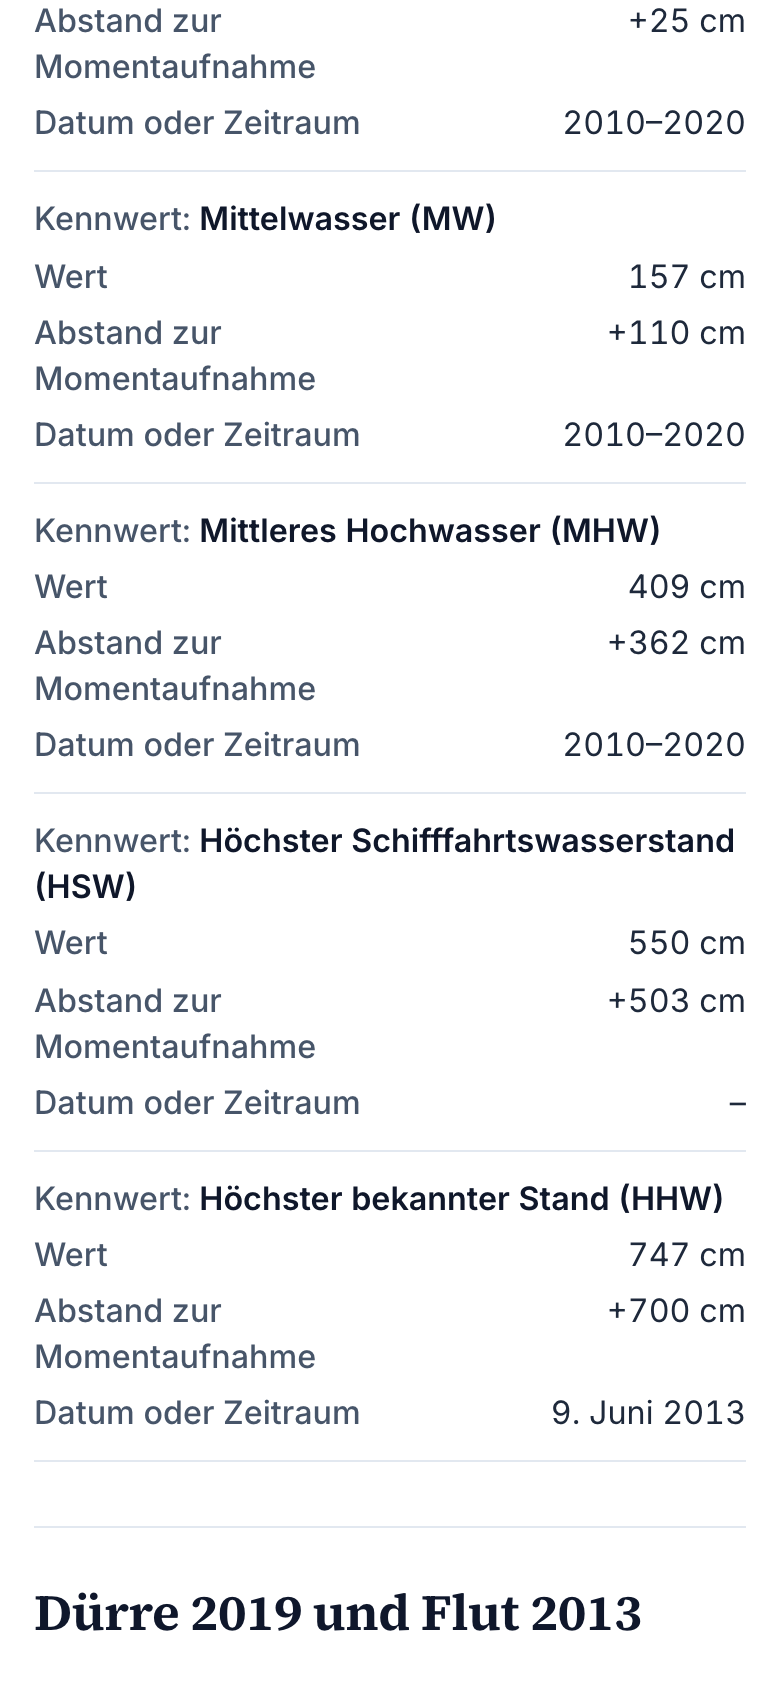 Abstand zur +25 cm
Momentaufnahme
Datum oder Zeitraum 2010–2020
Kennwert: Mittelwasser (MW)
Wert 157 cm
Abstand zur +110 cm
Momentaufnahme
Datum oder Zeitraum 2010–2020
Kennwert: Mittleres Hochwasser (MHW)
Wert 409 cm
Abstand zur +362 cm
Momentaufnahme
Datum oder Zeitraum 2010–2020
Kennwert: Höchster Schifffahrtswasserstand
(HSW)
Wert 550 cm
Abstand zur +503 cm
Momentaufnahme
Datum oder Zeitraum –
Kennwert: Höchster bekannter Stand (HHW)
Wert 747 cm
Abstand zur +700 cm
Momentaufnahme
Datum oder Zeitraum 9. Juni 2013
Dürre 2019 und Flut 2013